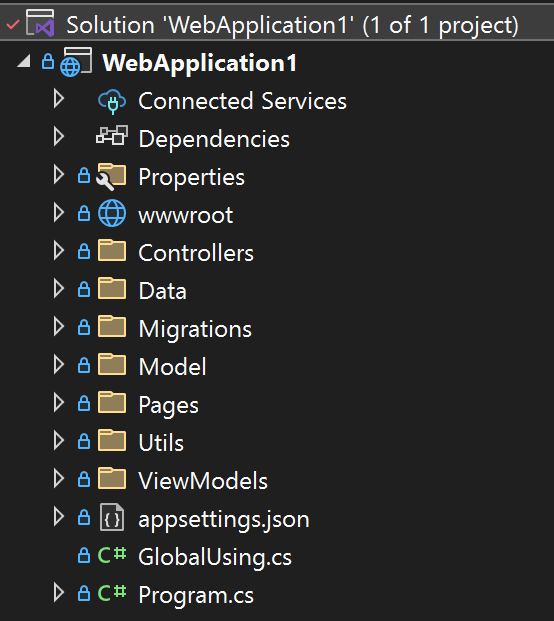 Solution 'WebApplication1' (1 of 1 project)
WebApplication1
Connected Services
Dependencies
Properties
wwwroot
Controllers
Data
Migrations
Model
Pages
Utils
ViewModels
appsettings.json
C# GlobalUsing.cs
C# Program.cs